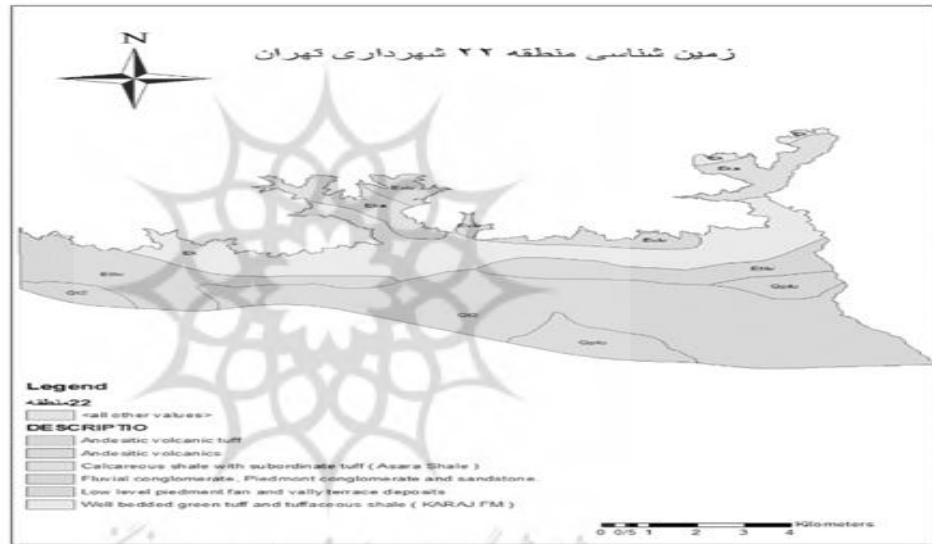 N
زمین شناسی منطقه ۲۲ شهرداری تهران
Legend
منطقه22
<all other values>
DESCRIPTIO
Andesitic volcanic tuff
Andesitic volcanics
Calcareous shale with subordinate tuff ( Asara Shale )
Fluvial conglomerate, Piedmont conglomerate and sandstone.
Low level piedment fan and vally terrace deposits
Well bedded green tuff and tuffaceous shale ( KARAJ FM )
0 0/5 1 2 3 4
Kilometers